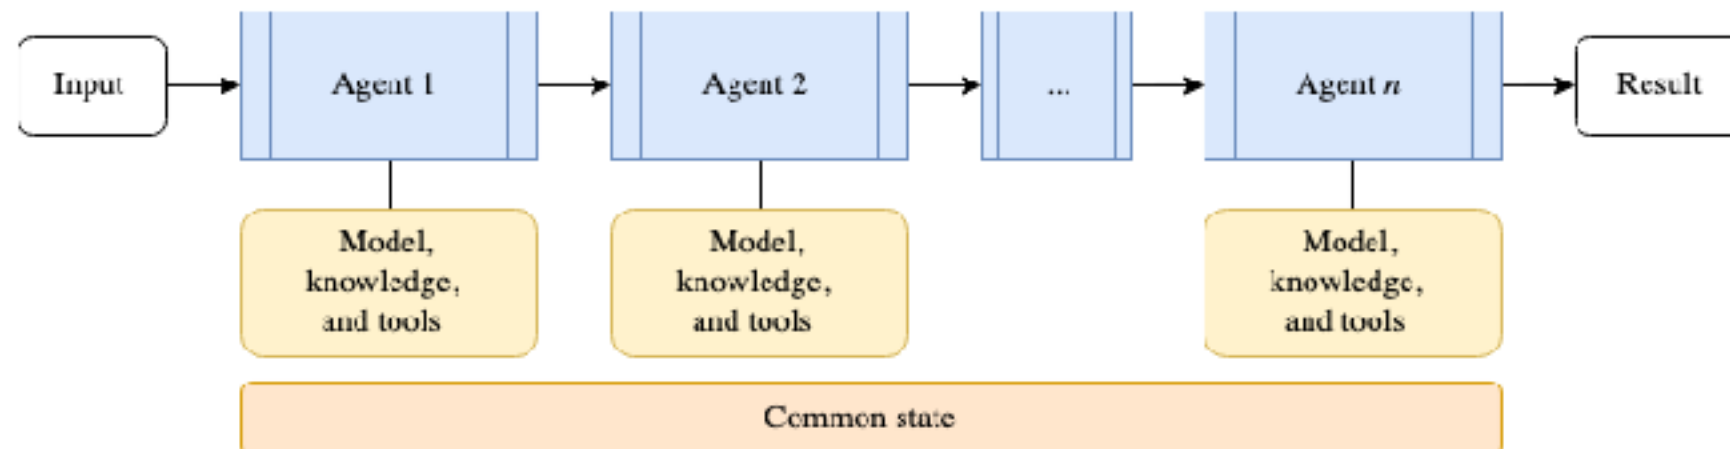 Input
Agent 1
Agent 2
...
Agent n
Result
Model,
knowledge,
and tools
Model,
knowledge,
and tools
Model,
knowledge,
and tools
Common state